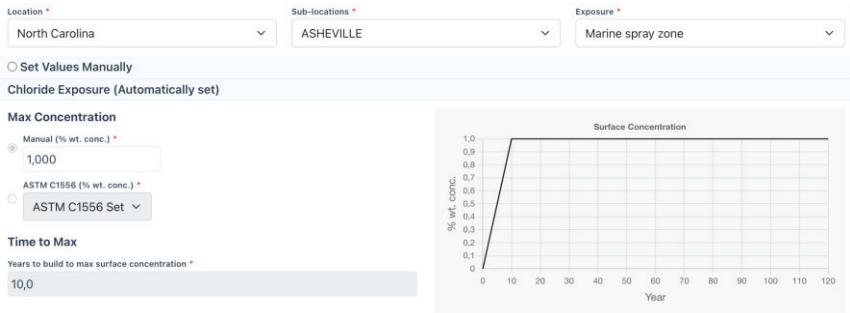 Location * Sub-locations * Exposure *
North Carolina ASHEVILLE Marine spray zone
Set Values Manually
Chloride Exposure (Automatically set)
Max Concentration
Manual (% wt. conc.) *
1,000
ASTM C1556 (% wt. conc.) *
ASTM C1556 Set
Time to Max
Years to build to max surface concentration *
10,0
Surface Concentration
1,0
0,9
0,8
0,7
0,6
0,5
0,4
0,3
0,2
0,1
0
% wt. conc.
0 10 20 30 40 50 60 70 80 90 100 110 120
Year